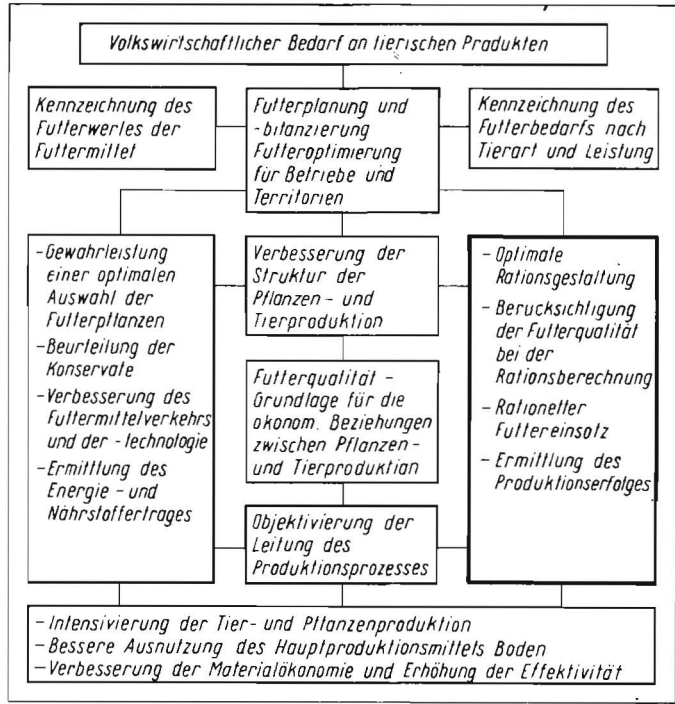 Volkswirtschaftlicher Bedarf an tierischen Produkten
Kennzeichnung des
Futterwertes der
Futtermittel
Futterplanung und
-bilanzierung
Futteroptimierung
für Betriebe und
Territorien
Kennzeichnung des
Futterbedarfs nach
Tierart und Leistung
- Gewährleistung
einer optimalen
Auswahl der
Futterpflanzen
- Beurteilung der
Konservate
- Verbesserung des
Futtermittelverkehrs
und der -technologie
- Ermittlung des
Energie- und
Nährstoffertrages
Verbesserung der
Struktur der
Pflanzen- und
Tierproduktion
Futterqualität -
Grundlage für die
ökonom. Beziehungen
zwischen Pflanzen-
und Tierproduktion
Objektivierung der
Leitung des
Produktionsprozesses
- Optimale
Rationsgestaltung
- Berücksichtigung
der Futterqualität
bei der
Rationsberechnung
- Rationeller
Futtereinsatz
- Ermittlung des
Produktionserfolges
- Intensivierung der Tier- und Pflanzenproduktion
- Bessere Ausnutzung des Hauptproduktionsmittels Boden
- Verbesserung der Materialökonomie und Erhöhung der Effektivität